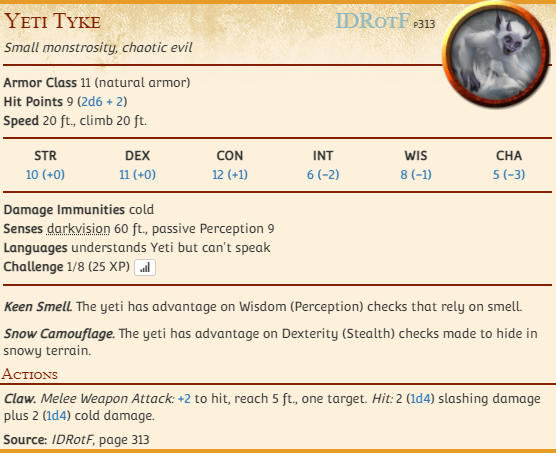 YETI TYKE
IDROTF P313
Small monstrosity, chaotic evil
Armor Class 11 (natural armor)
Hit Points 9 (2d6 + 2)
Speed 20 ft., climb 20 ft.
STR DEX CON INT WIS CHA
10 (+0) 11 (+0) 12 (+1) 6 (−2) 8 (−1) 5 (−3)
Damage Immunities cold
Senses darkvision 60 ft., passive Perception 9
Languages understands Yeti but can't speak
Challenge 1/8 (25 XP)
Keen Smell. The yeti has advantage on Wisdom (Perception) checks that rely on smell.
Snow Camouflage. The yeti has advantage on Dexterity (Stealth) checks made to hide in
snowy terrain.
ACTIONS
Claw. Melee Weapon Attack: +2 to hit, reach 5 ft., one target. Hit: 2 (1d4) slashing damage
plus 2 (1d4) cold damage.
Source: IDRotF, page 313